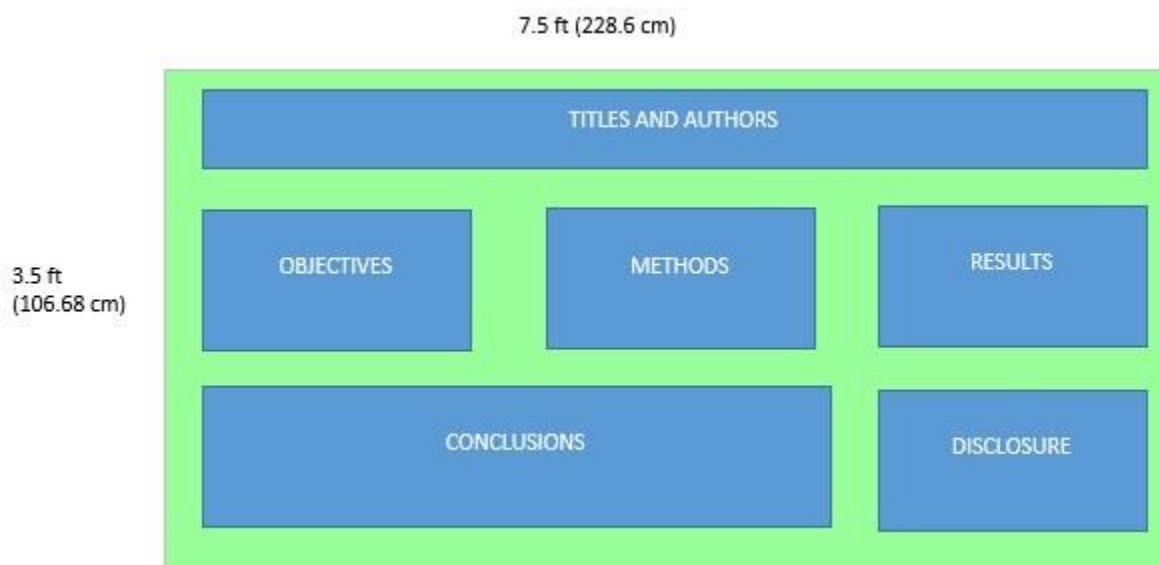 7.5 ft (228.6 cm)
TITLES AND AUTHORS
3.5 ft
(106.68 cm)
OBJECTIVES
METHODS
RESULTS
CONCLUSIONS
DISCLOSURE